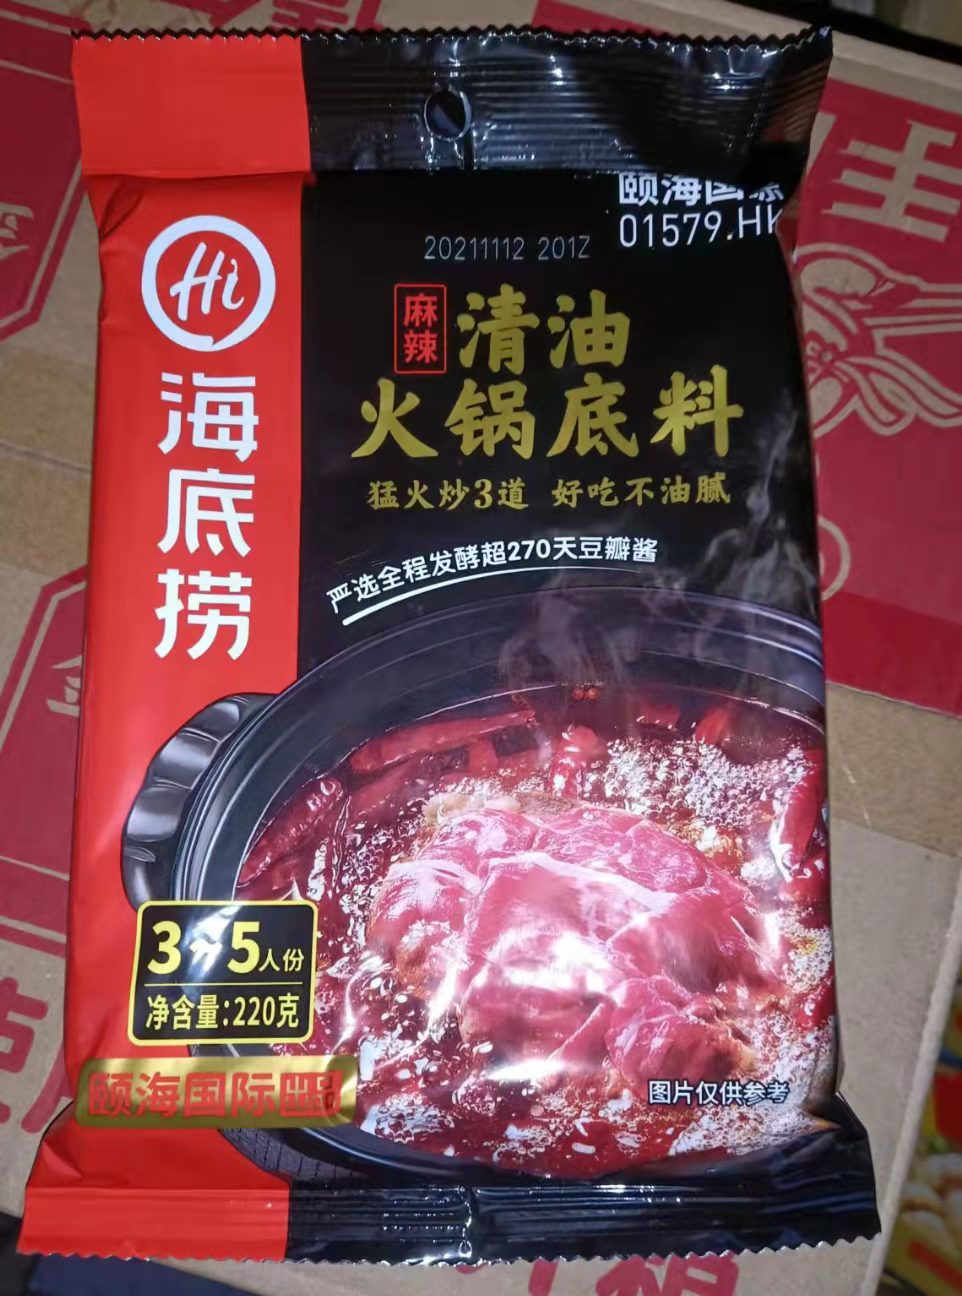 颐海国际
01579.HK
20211112 201Z
Hi
海底捞
麻辣
清油
火锅底料
猛火炒3道 好吃不油腻
严选全程发酵超270天豆瓣酱
3~5人份
净含量:220克
颐海国际出品
图片仅供参考